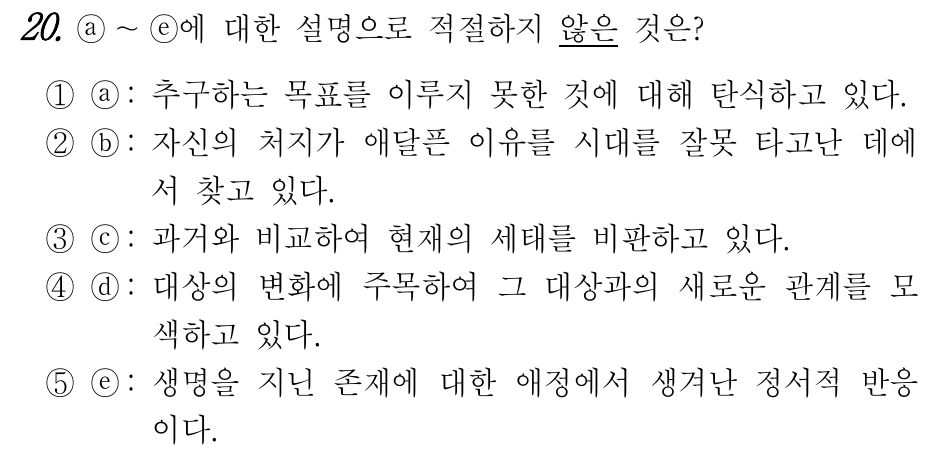 20. ⓐ ~ ⓔ에 대한 설명으로 적절하지 않은 것은?
① ⓐ: 추구하는 목표를 이루지 못한 것에 대해 탄식하고 있다.
② ⓑ: 자신의 처지가 애달픈 이유를 시대를 잘못 타고난 데에
서 찾고 있다.
③ ⓒ: 과거와 비교하여 현재의 세태를 비판하고 있다.
④ ⓓ: 대상의 변화에 주목하여 그 대상과의 새로운 관계를 모
색하고 있다.
⑤ ⓔ: 생명을 지닌 존재에 대한 애정에서 생겨난 정서적 반응
이다.